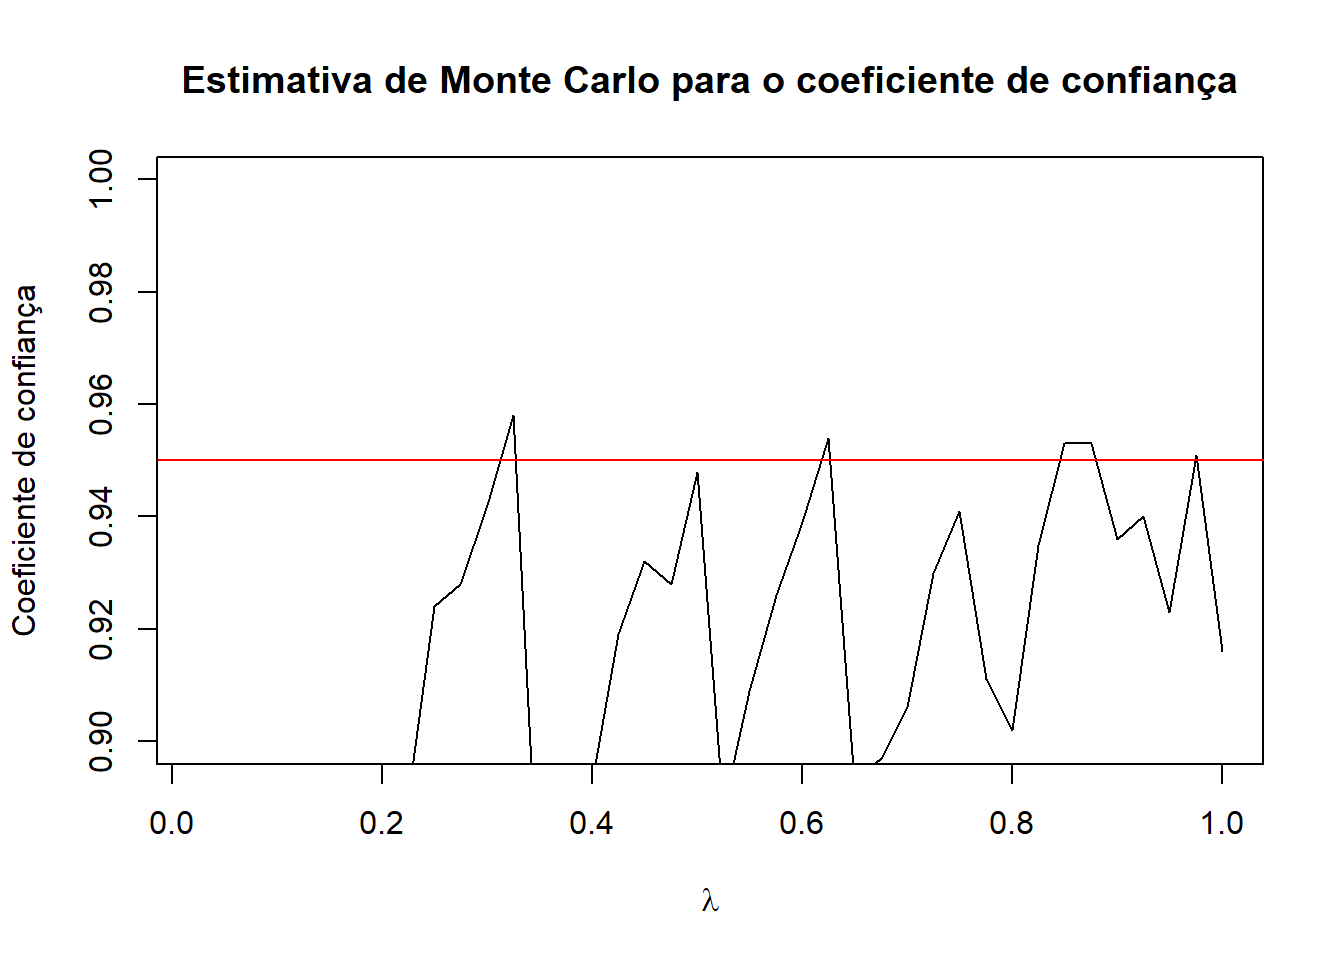 Estimativa de Monte Carlo para o coeficiente de confiança
Coeficiente de confiança
1.00
0.98
0.96
0.94
0.92
0.90
0.0 0.2 0.4 0.6 0.8 1.0
λ